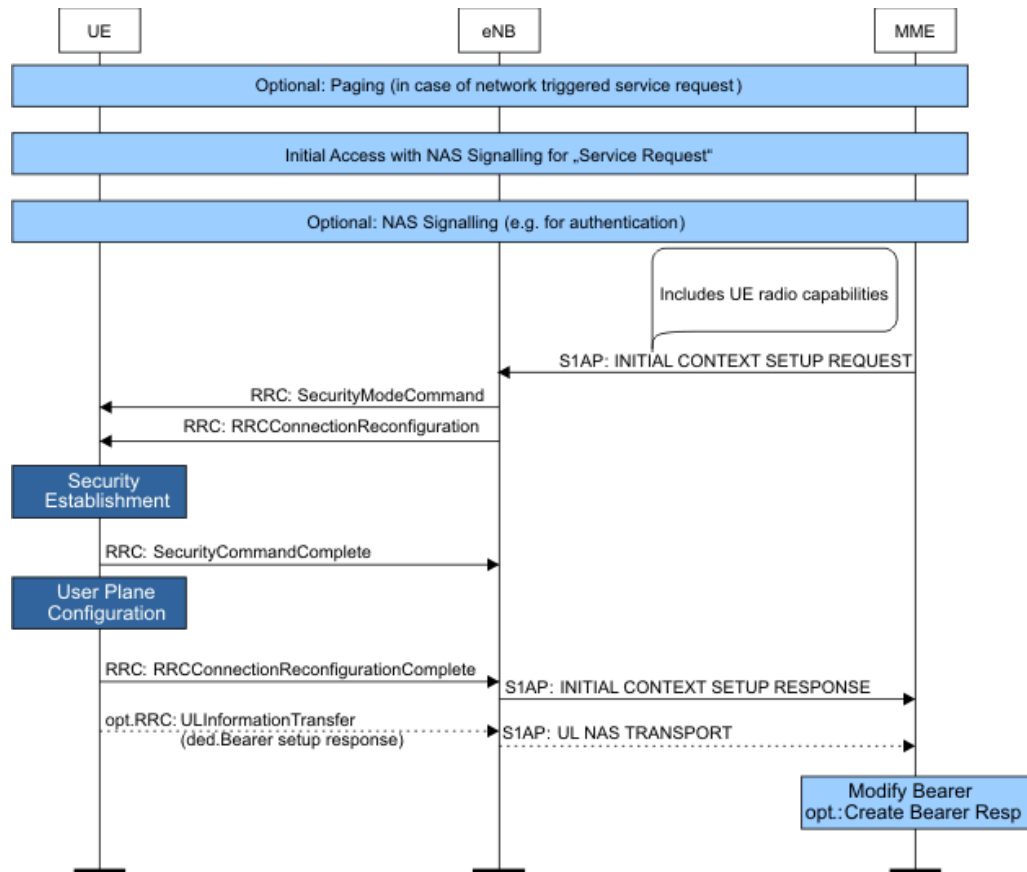 UE
eNB
MME
Optional: Paging (in case of network triggered service request)
Initial Access with NAS Signalling for „Service Request“
Optional: NAS Signalling (e.g. for authentication)
Includes UE radio capabilities
S1AP: INITIAL CONTEXT SETUP REQUEST
RRC: SecurityModeCommand
RRC: RRCConnectionReconfiguration
Security
Establishment
RRC: SecurityCommandComplete
User Plane
Configuration
RRC: RRCConnectionReconfigurationComplete
S1AP: INITIAL CONTEXT SETUP RESPONSE
opt.RRC: ULInformationTransfer
(ded.Bearer setup response)
S1AP: UL NAS TRANSPORT
Modify Bearer
opt.:Create Bearer Resp